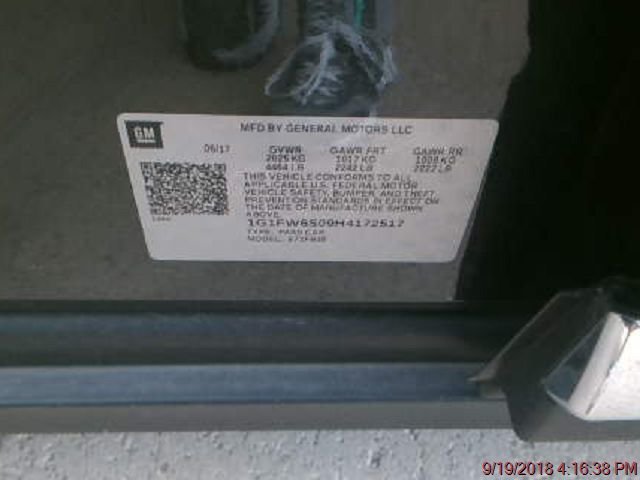 GM
MFD BY GENERAL MOTORS LLC
06/17 GVWR GAWR FRT GAWR RR
2025 KG 1017 KG 1008 KG
4464 LB 2242 LB 2222 LB
THIS VEHICLE CONFORMS TO ALL
APPLICABLE U.S. FEDERAL MOTOR
VEHICLE SAFETY, BUMPER, AND THEFT
PREVENTION STANDARDS IN EFFECT ON
THE DATE OF MANUFACTURE SHOWN
ABOVE.
1G1FW6S09H4172517
TYPE: PASS CAR
MODEL:
9/19/2018 4:16:38 PM